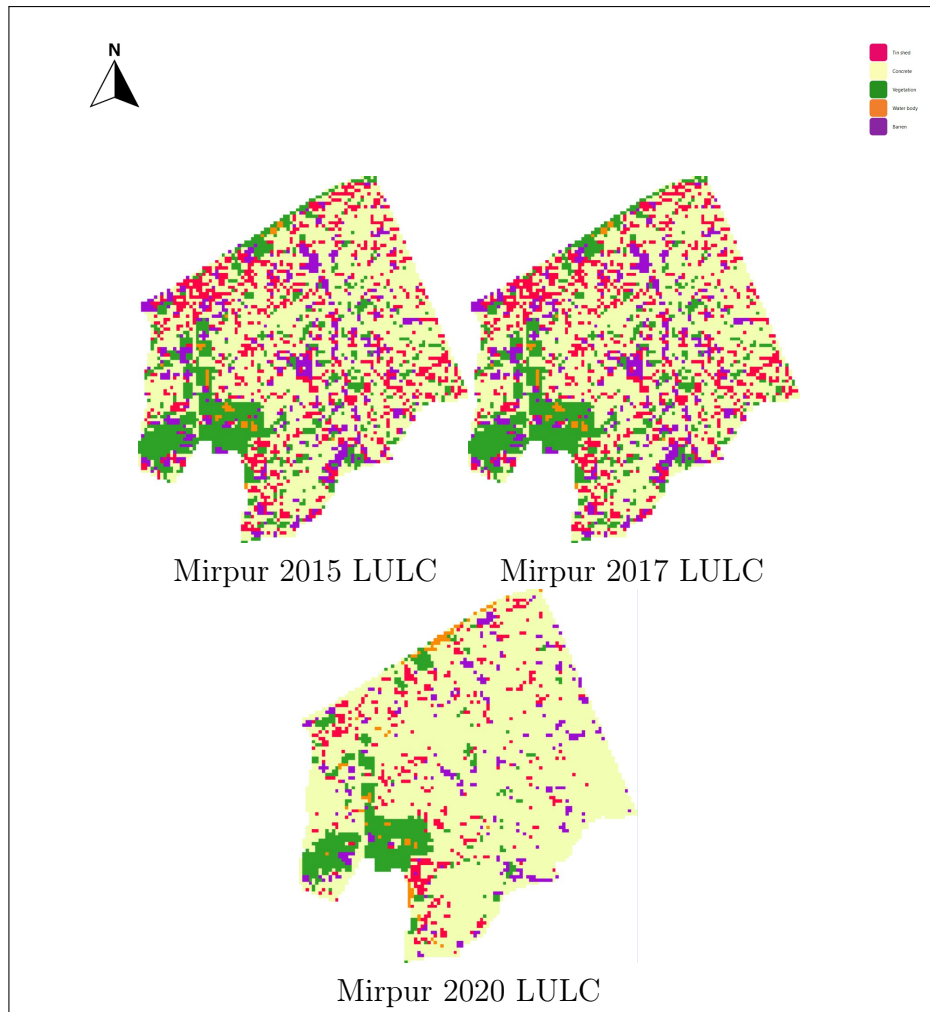 N
Tin shed
Concrete
Vegetation
Water body
Barren
Mirpur 2015 LULC
Mirpur 2017 LULC
Mirpur 2020 LULC